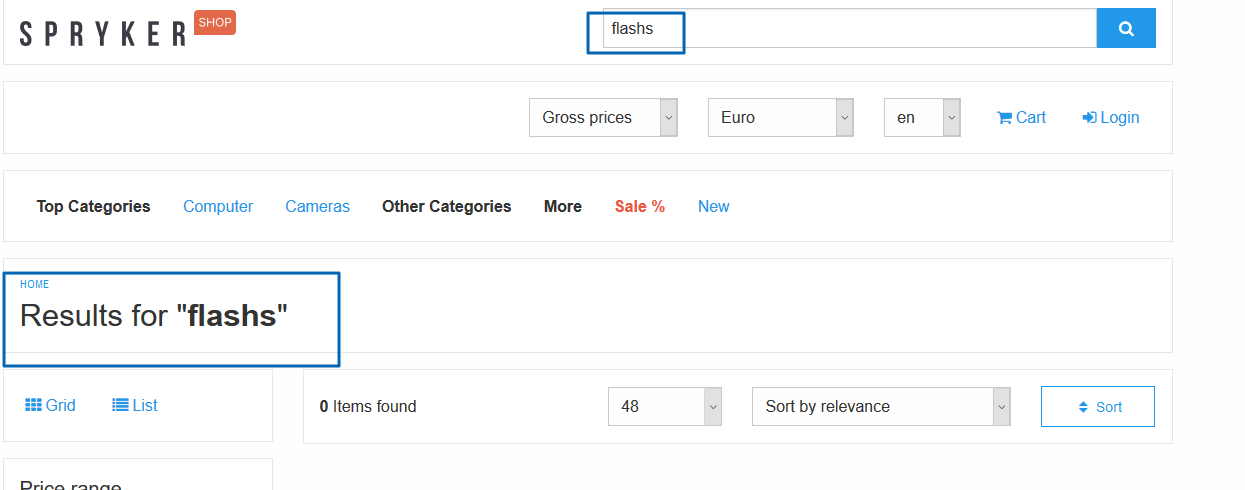 SPRYKER SHOP
flashs
Gross prices Euro en Cart Login
Top Categories Computer Cameras Other Categories More Sale % New
HOME
Results for "flashs"
Grid List 0 Items found 48 Sort by relevance Sort
Price range